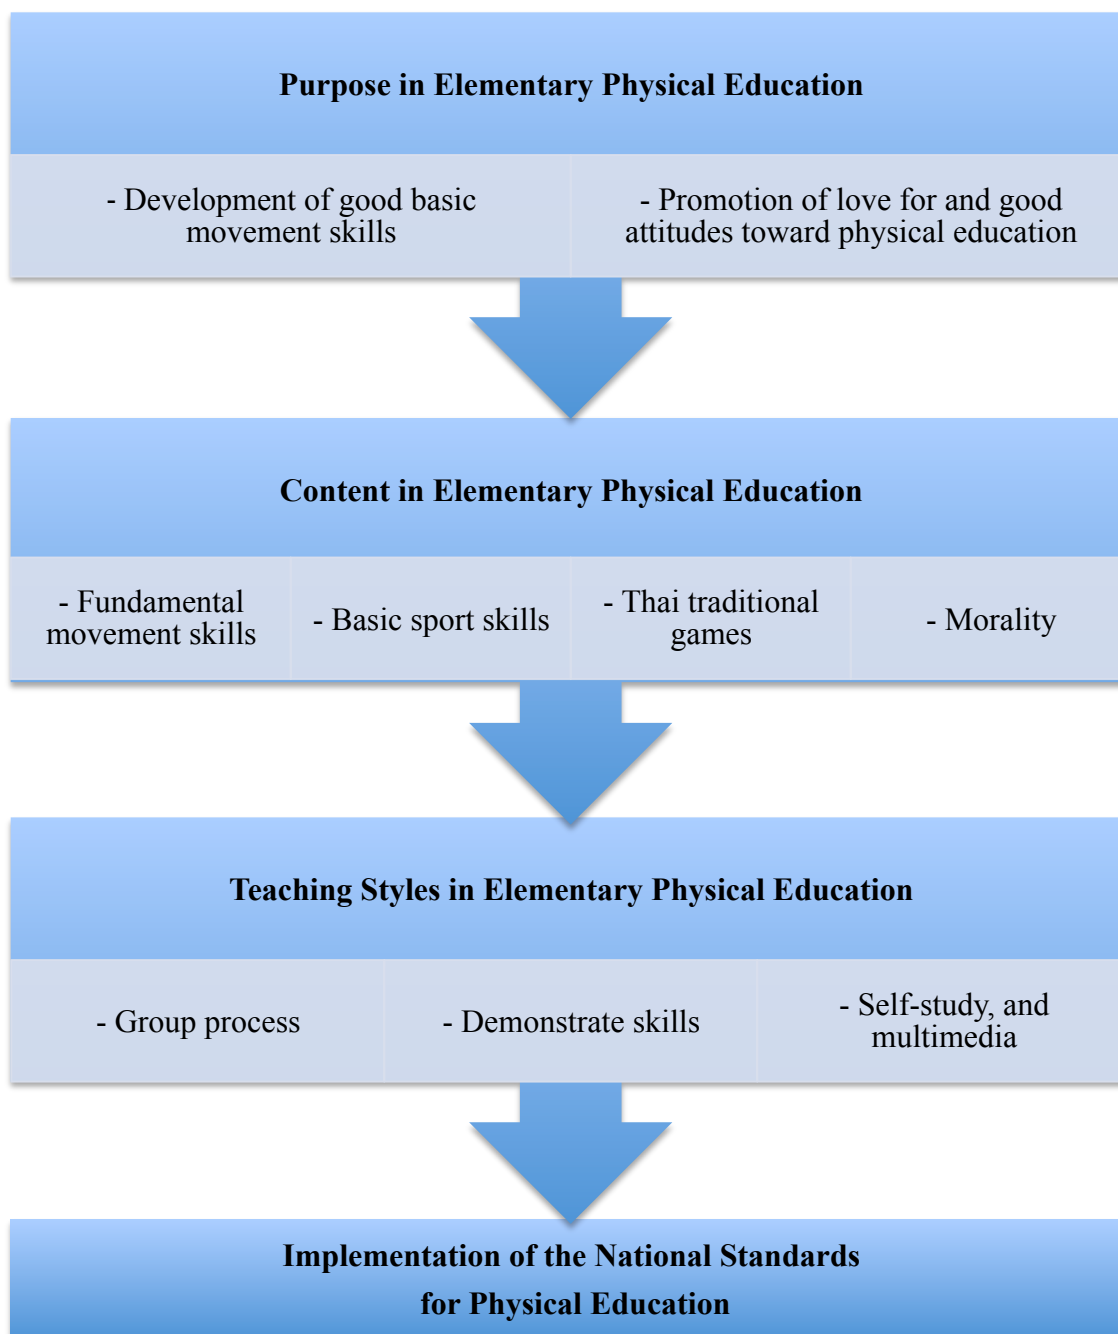 Purpose in Elementary Physical Education
- Development of good basic
movement skills
- Promotion of love for and good
attitudes toward physical education
Content in Elementary Physical Education
- Fundamental
movement skills
- Basic sport skills
- Thai traditional
games
- Morality
Teaching Styles in Elementary Physical Education
- Group process
- Demonstrate skills
- Self-study, and
multimedia
Implementation of the National Standards
for Physical Education